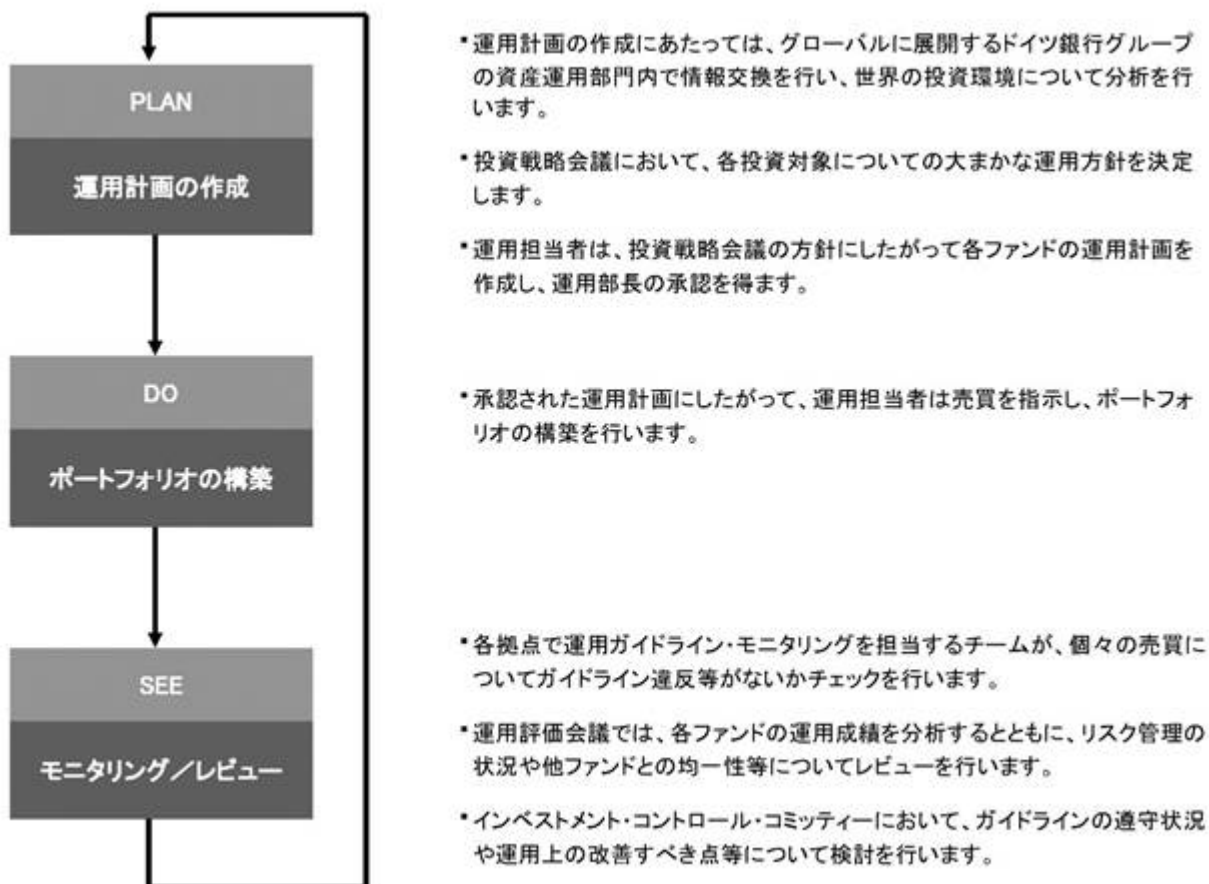 PLAN
運用計画の作成
▪運用計画の作成にあたっては、グローバルに展開するドイツ銀行グループ
の資産運用部門内で情報交換を行い、世界の投資環境について分析を行
います。
▪投資戦略会議において、各投資対象についての大まかな運用方針を決定
します。
▪運用担当者は、投資戦略会議の方針にしたがって各ファンドの運用計画を
作成し、運用部長の承認を得ます。
DO
ポートフォリオの構築
▪承認された運用計画にしたがって、運用担当者は売買を指示し、ポートフォ
リオの構築を行います。
SEE
モニタリング／レビュー
▪各拠点で運用ガイドライン・モニタリングを担当するチームが、個々の売買に
ついてガイドライン違反等がないかチェックを行います。
▪運用評価会議では、各ファンドの運用成績を分析するとともに、リスク管理の
状況や他ファンドとの均一性等についてレビューを行います。
▪インベストメント・コントロール・コミッティーにおいて、ガイドラインの遵守状況
や運用上の改善すべき点等について検討を行います。